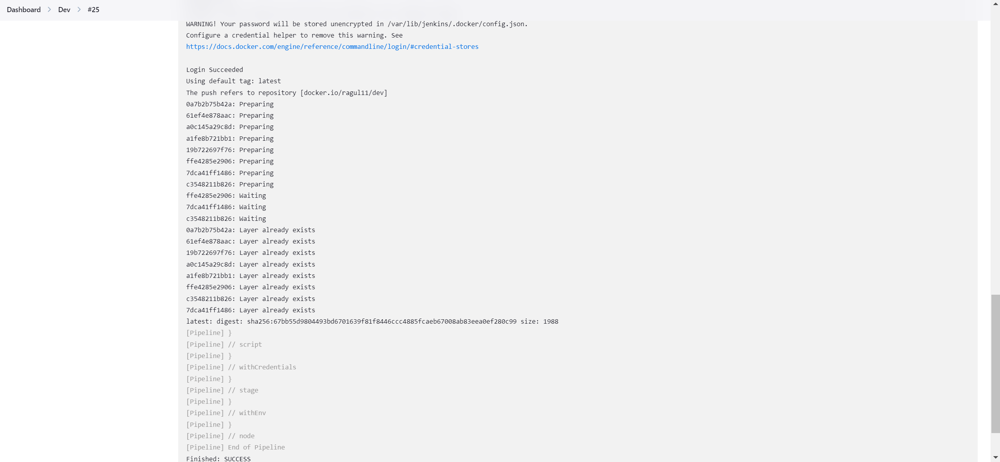 Dashboard > Dev > #25
WARNING! Your password will be stored unencrypted in /var/lib/jenkins/.docker/config.json.
Configure a credential helper to remove this warning. See
https://docs.docker.com/engine/reference/commandline/login/#credential-stores
Login Succeeded
Using default tag: latest
The push refers to repository [docker.io/ragul11/dev]
0a7b2b75b42a: Preparing
61ef4e878aac: Preparing
a0c145a29c8d: Preparing
a1fe8b721bb1: Preparing
19b722697f76: Preparing
ffe4285e2906: Preparing
7dca41ff1486: Preparing
c3548211b826: Preparing
ffe4285e2906: Waiting
7dca41ff1486: Waiting
c3548211b826: Waiting
0a7b2b75b42a: Layer already exists
61ef4e878aac: Layer already exists
19b722697f76: Layer already exists
a0c145a29c8d: Layer already exists
a1fe8b721bb1: Layer already exists
ffe4285e2906: Layer already exists
c3548211b826: Layer already exists
7dca41ff1486: Layer already exists
latest: digest: sha256:67bb55d9804493bd6701639f81f8446ccc4885fcaeb67008ab83eea0ef280c99 size: 1988
[Pipeline] }
[Pipeline] // script
[Pipeline] }
[Pipeline] // withCredentials
[Pipeline] }
[Pipeline] // stage
[Pipeline] }
[Pipeline] // withEnv
[Pipeline] }
[Pipeline] // node
[Pipeline] End of Pipeline
Finished: SUCCESS